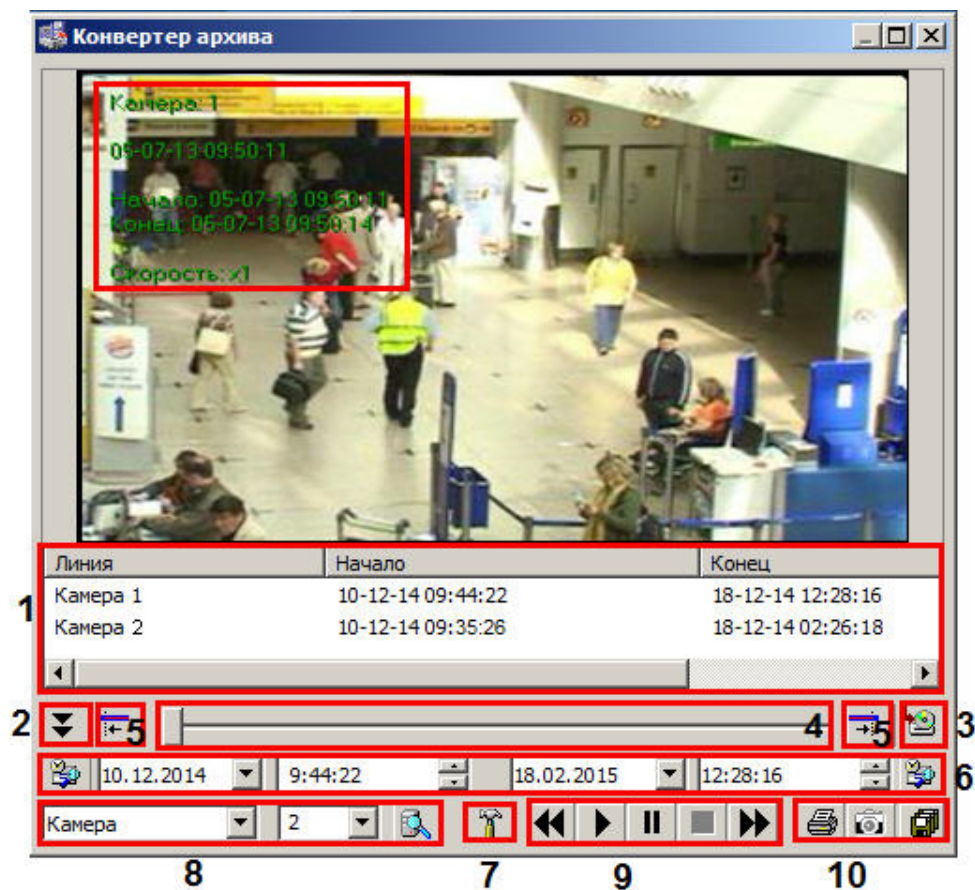 Конвертер архива
Камера: 1
05-07-13 09:50:11
Начало: 05-07-13 09:50:11
Конец: 05-07-13 09:50:14
Скорость: x1
Линия Начало Конец
1
Камера 1 10-12-14 09:44:22 18-12-14 12:28:16
Камера 2 10-12-14 09:35:26 18-12-14 02:26:18
2 5 4 5 3
10.12.2014 9:44:22 18.02.2015 12:28:16 6
Камера 2
8 7 9 10